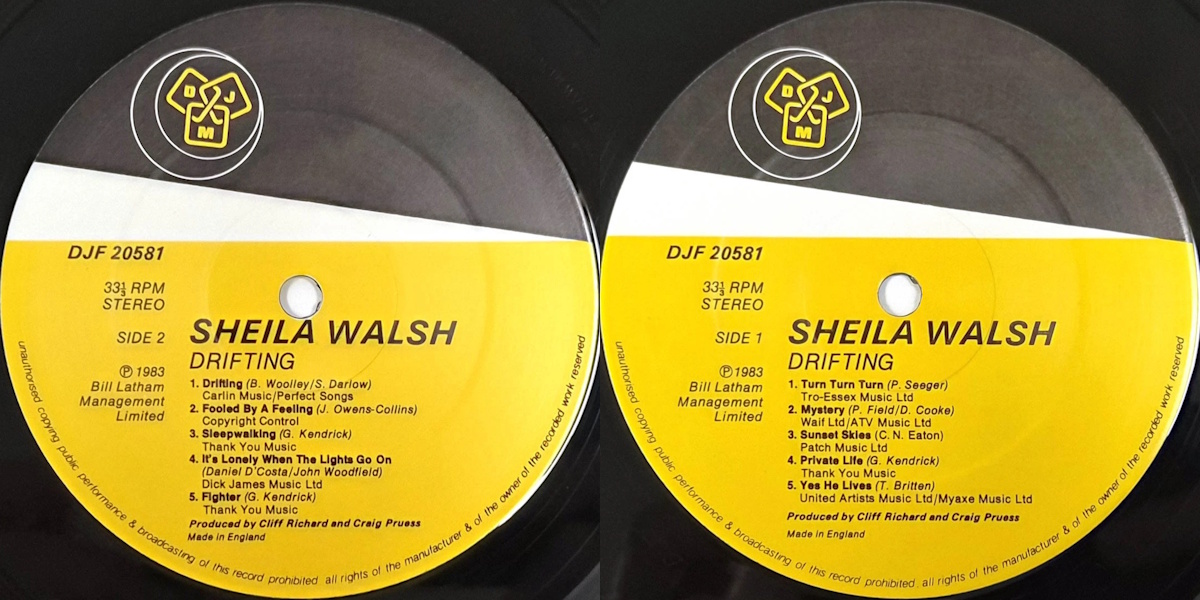 D J
M
DJF 20581
33⅓ RPM
STEREO
SIDE 2
SHEILA WALSH
DRIFTING
℗ 1983
Bill Latham
Management
Limited
1. Drifting (B. Woolley/S. Darlow)
Carlin Music/Perfect Songs
2. Fooled By A Feeling (J. Owens-Collins)
Copyright Control
3. Sleepwalking (G. Kendrick)
Thank You Music
4. It's Lonely When The Lights Go On
(Daniel D'Costa/John Woodfield)
Dick James Music Ltd
5. Fighter (G. Kendrick)
Thank You Music
Produced by Cliff Richard and Craig Pruess
Made in England
unauthorised copying public performance & broadcasting of this record prohibited. all rights of the manufacturer & of the owner of the recorded work reserved
D J
M
DJF 20581
33⅓ RPM
STEREO
SIDE 1
SHEILA WALSH
DRIFTING
℗ 1983
Bill Latham
Management
Limited
1. Turn Turn Turn (P. Seeger)
Tro-Essex Music Ltd
2. Mystery (P. Field/D. Cooke)
Waif Ltd/ATV Music Ltd
3. Sunset Skies (C. N. Eaton)
Patch Music Ltd
4. Private Life (G. Kendrick)
Thank You Music
5. Yes He Lives (T. Britten)
United Artists Music Ltd/Myaxe Music Ltd
Produced by Cliff Richard and Craig Pruess
Made in England
unauthorised copying public performance & broadcasting of this record prohibited. all rights of the manufacturer & of the owner of the recorded work reserved